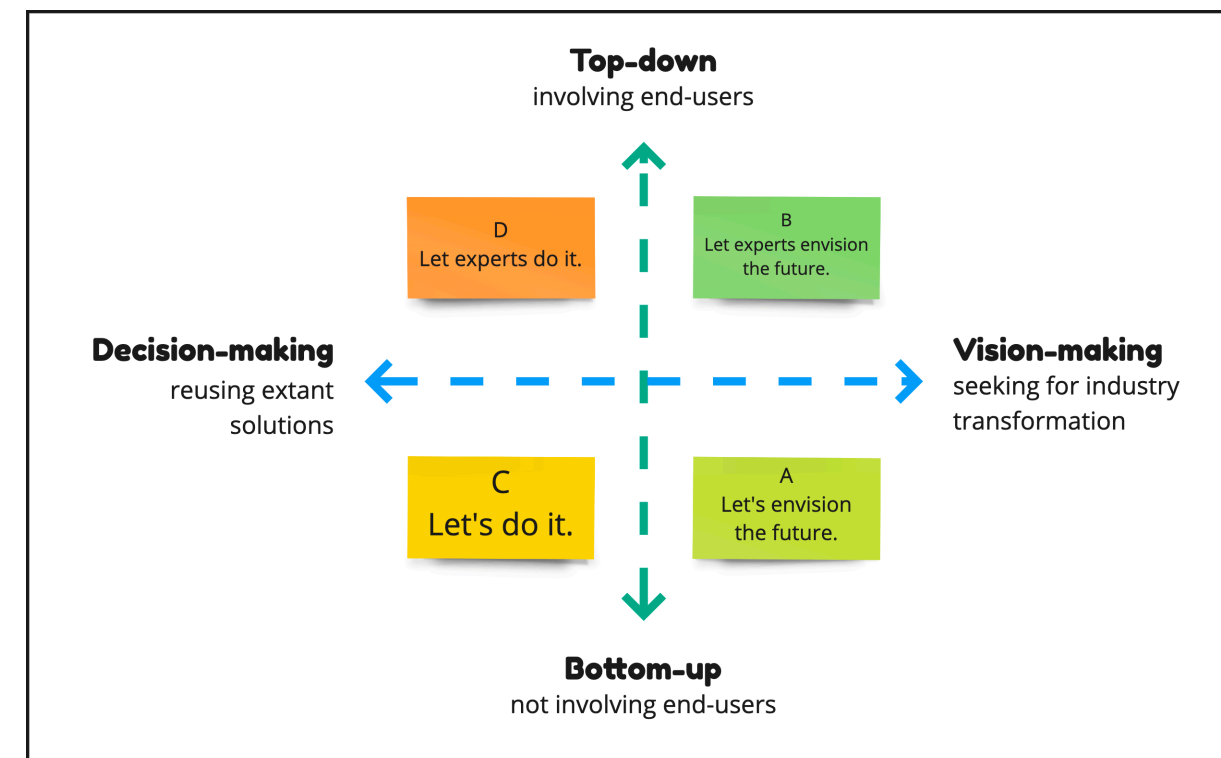 Top-down
involving end-users
D
Let experts do it.
B
Let experts envision
the future.
Decision-making
reusing extant
solutions
Vision-making
seeking for industry
transformation
C
Let's do it.
A
Let's envision
the future.
Bottom-up
not involving end-users